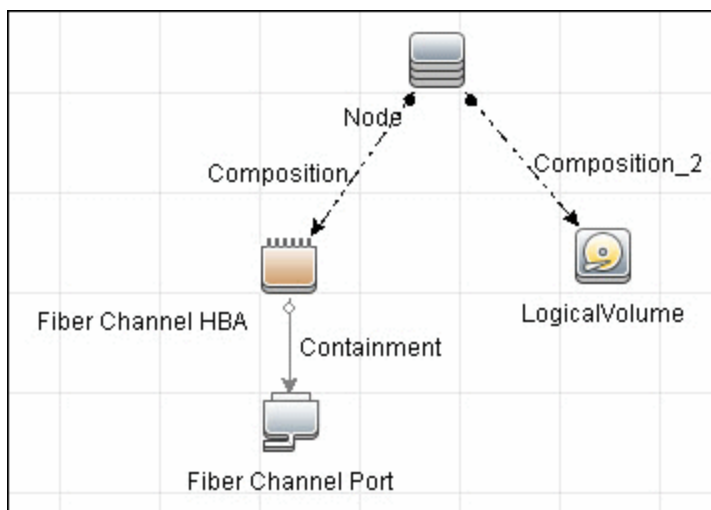 Node
Composition
Composition_2
Fiber Channel HBA
LogicalVolume
Containment
Fiber Channel Port